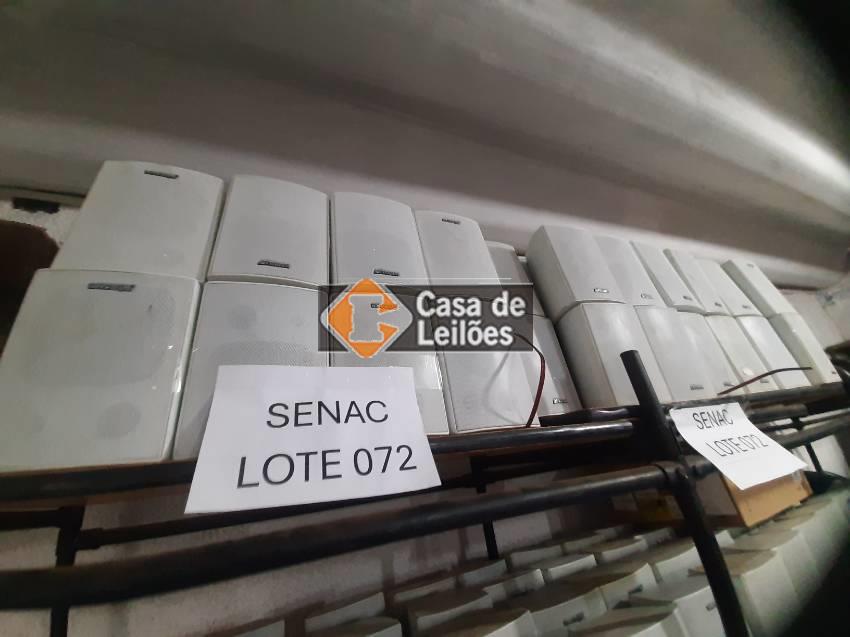 Casa de
Leilões
SENAC
LOTE 072
SENAC
LOTE 072